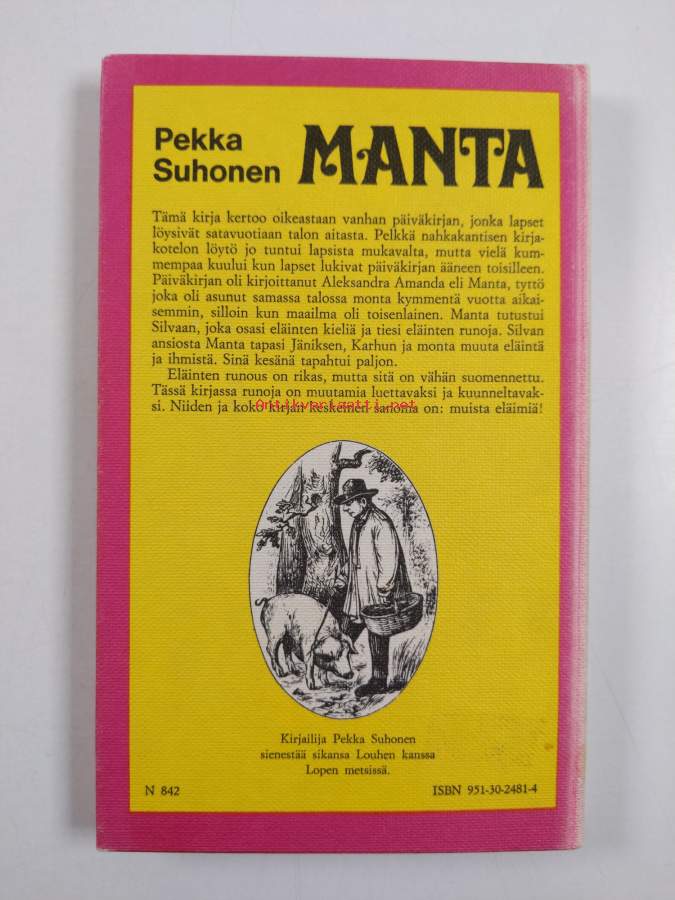 Pekka
Suhonen
MANTA
Tämä kirja kertoo oikeastaan vanhan päiväkirjan, jonka lapset
löysivät satavuotiaan talon aitasta. Pelkkä nahkakantisen kirja-
kotelon löytö jo tuntui lapsista mukavalta, mutta vielä kum-
mempaa kuului kun lapset lukivat päiväkirjan ääneen toisilleen.
Päiväkirjan oli kirjoittanut Aleksandra Amanda eli Manta, tyttö
joka oli asunut samassa talossa monta kymmentä vuotta aikai-
semmin, silloin kun maailma oli toisenlainen. Manta tutustui
Silvaan, joka osasi eläinten kieliä ja tiesi eläinten runoja. Silvan
ansiosta Manta tapasi Jäniksen, Karhun ja monta muuta eläintä
ja ihmistä. Sinä kesänä tapahtui paljon.
Eläinten runous on rikas, mutta sitä on vähän suomennettu.
Tässä kirjassa runoja on muutamia luettavaksi ja kuunneltavak-
si. Niiden ja koko kirjan keskeinen sanoma on: muista eläimiä!
antikvariaatti.net
Kirjailija Pekka Suhonen
sienestää sikansa Louhen kanssa
Lopen metsissä.
N 842
ISBN 951-30-2481-4